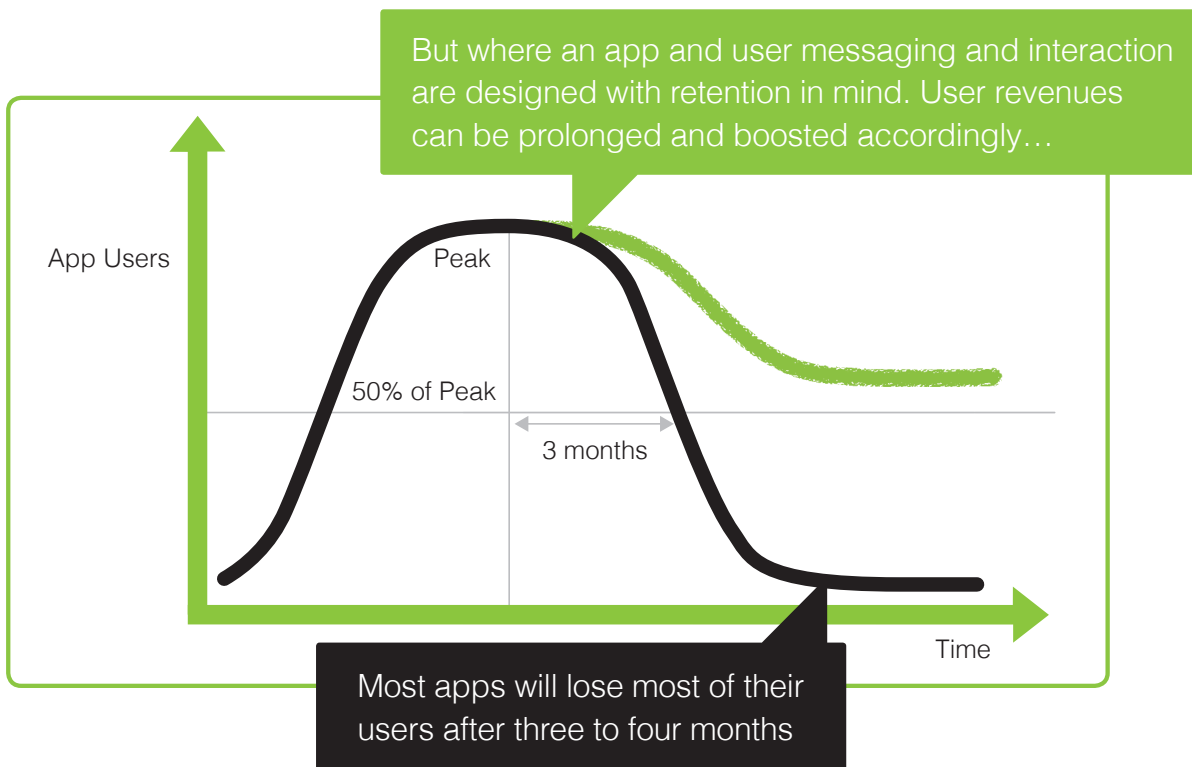 But where an app and user messaging and interaction
are designed with retention in mind. User revenues
can be prolonged and boosted accordingly…
App Users
Peak
50% of Peak
3 months
Time
Most apps will lose most of their
users after three to four months